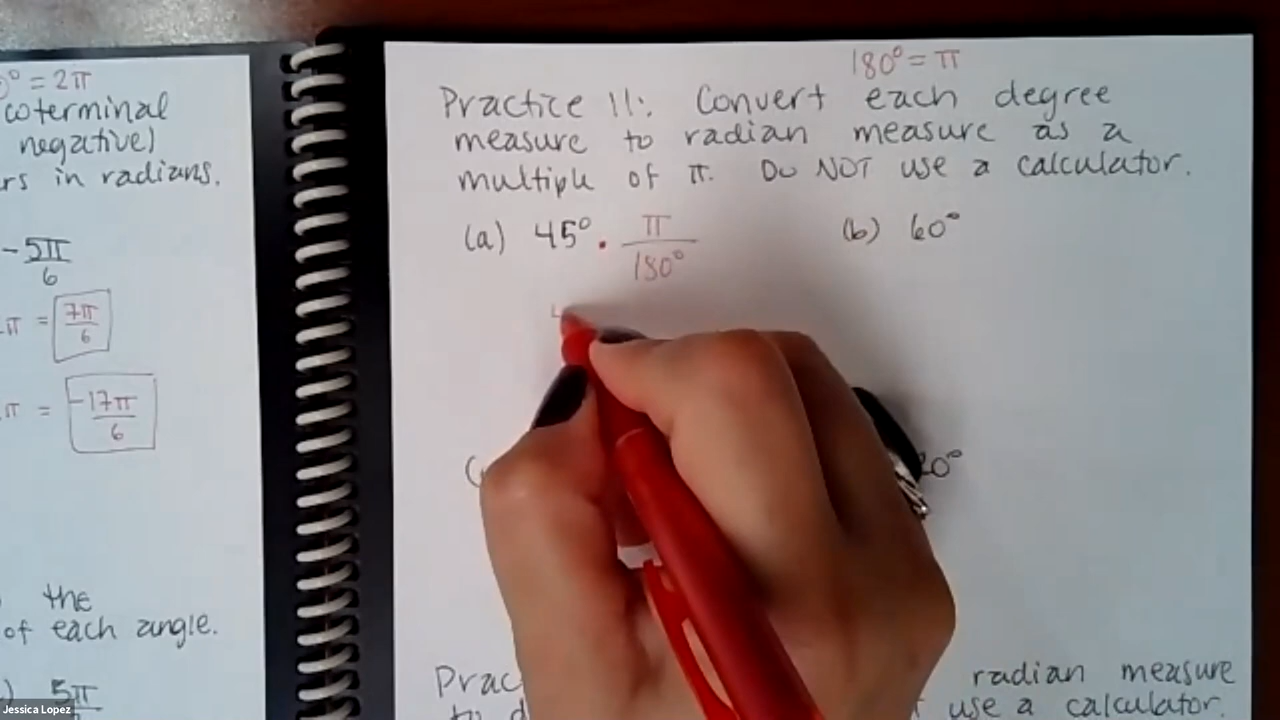 ° = 2π
coterminal
negative)
rs in radians.
-5π
6
π = 7π
6
π = -17π
6
the
of each angle.
) 5π
180° = π
Practice 11: Convert each degree
measure to radian measure as a
multiple of π. Do NOT use a calculator.
(a) 45° · π
180°
(b) 60°
20°
radian measure
use a calculator.
Jessica Lopez